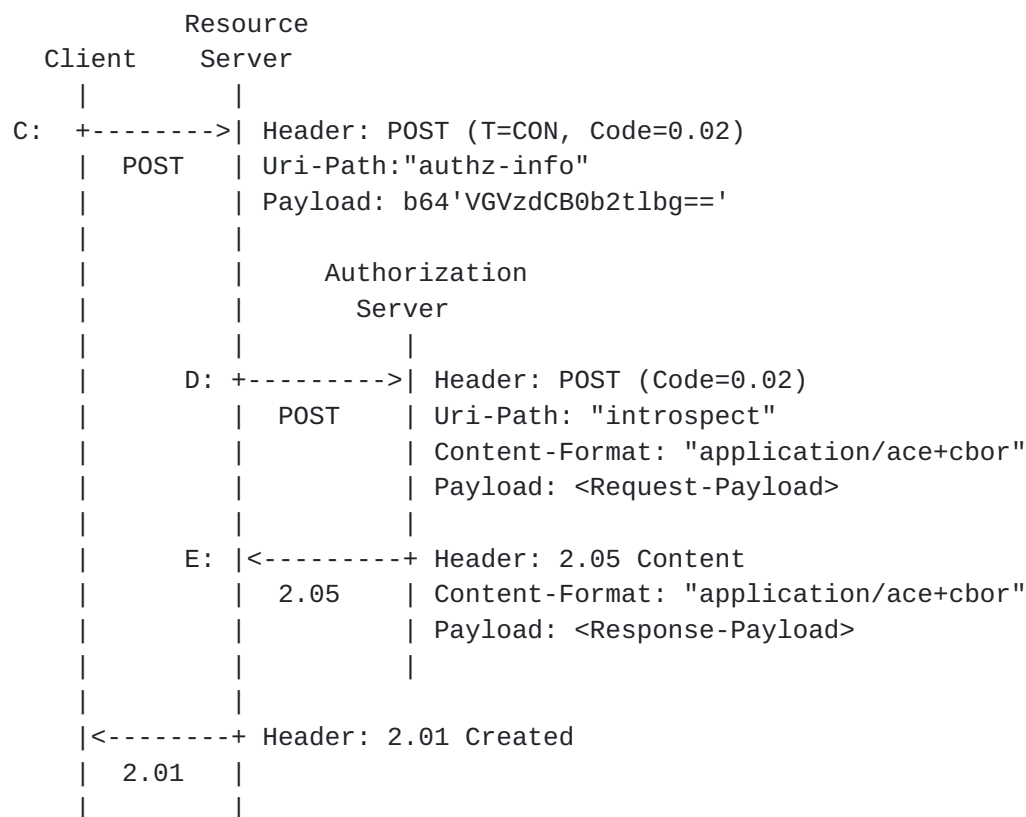 Resource
  Client    Server
    |         |
C:  +-------->| Header: POST (T=CON, Code=0.02)
    |  POST   | Uri-Path:"authz-info"
    |         | Payload: b64'VGVzdCB0b2tlbg=='
    |         |
    |         |     Authorization
    |         |       Server
    |         |          |
    |      D: +--------->| Header: POST (Code=0.02)
    |         |  POST    | Uri-Path: "introspect"
    |         |          | Content-Format: "application/ace+cbor"
    |         |          | Payload: <Request-Payload>
    |         |          |
    |      E: |<---------+ Header: 2.05 Content
    |         |  2.05    | Content-Format: "application/ace+cbor"
    |         |          | Payload: <Response-Payload>
    |         |          |
    |         |
    |<--------+ Header: 2.01 Created
    |  2.01   |
    |         |